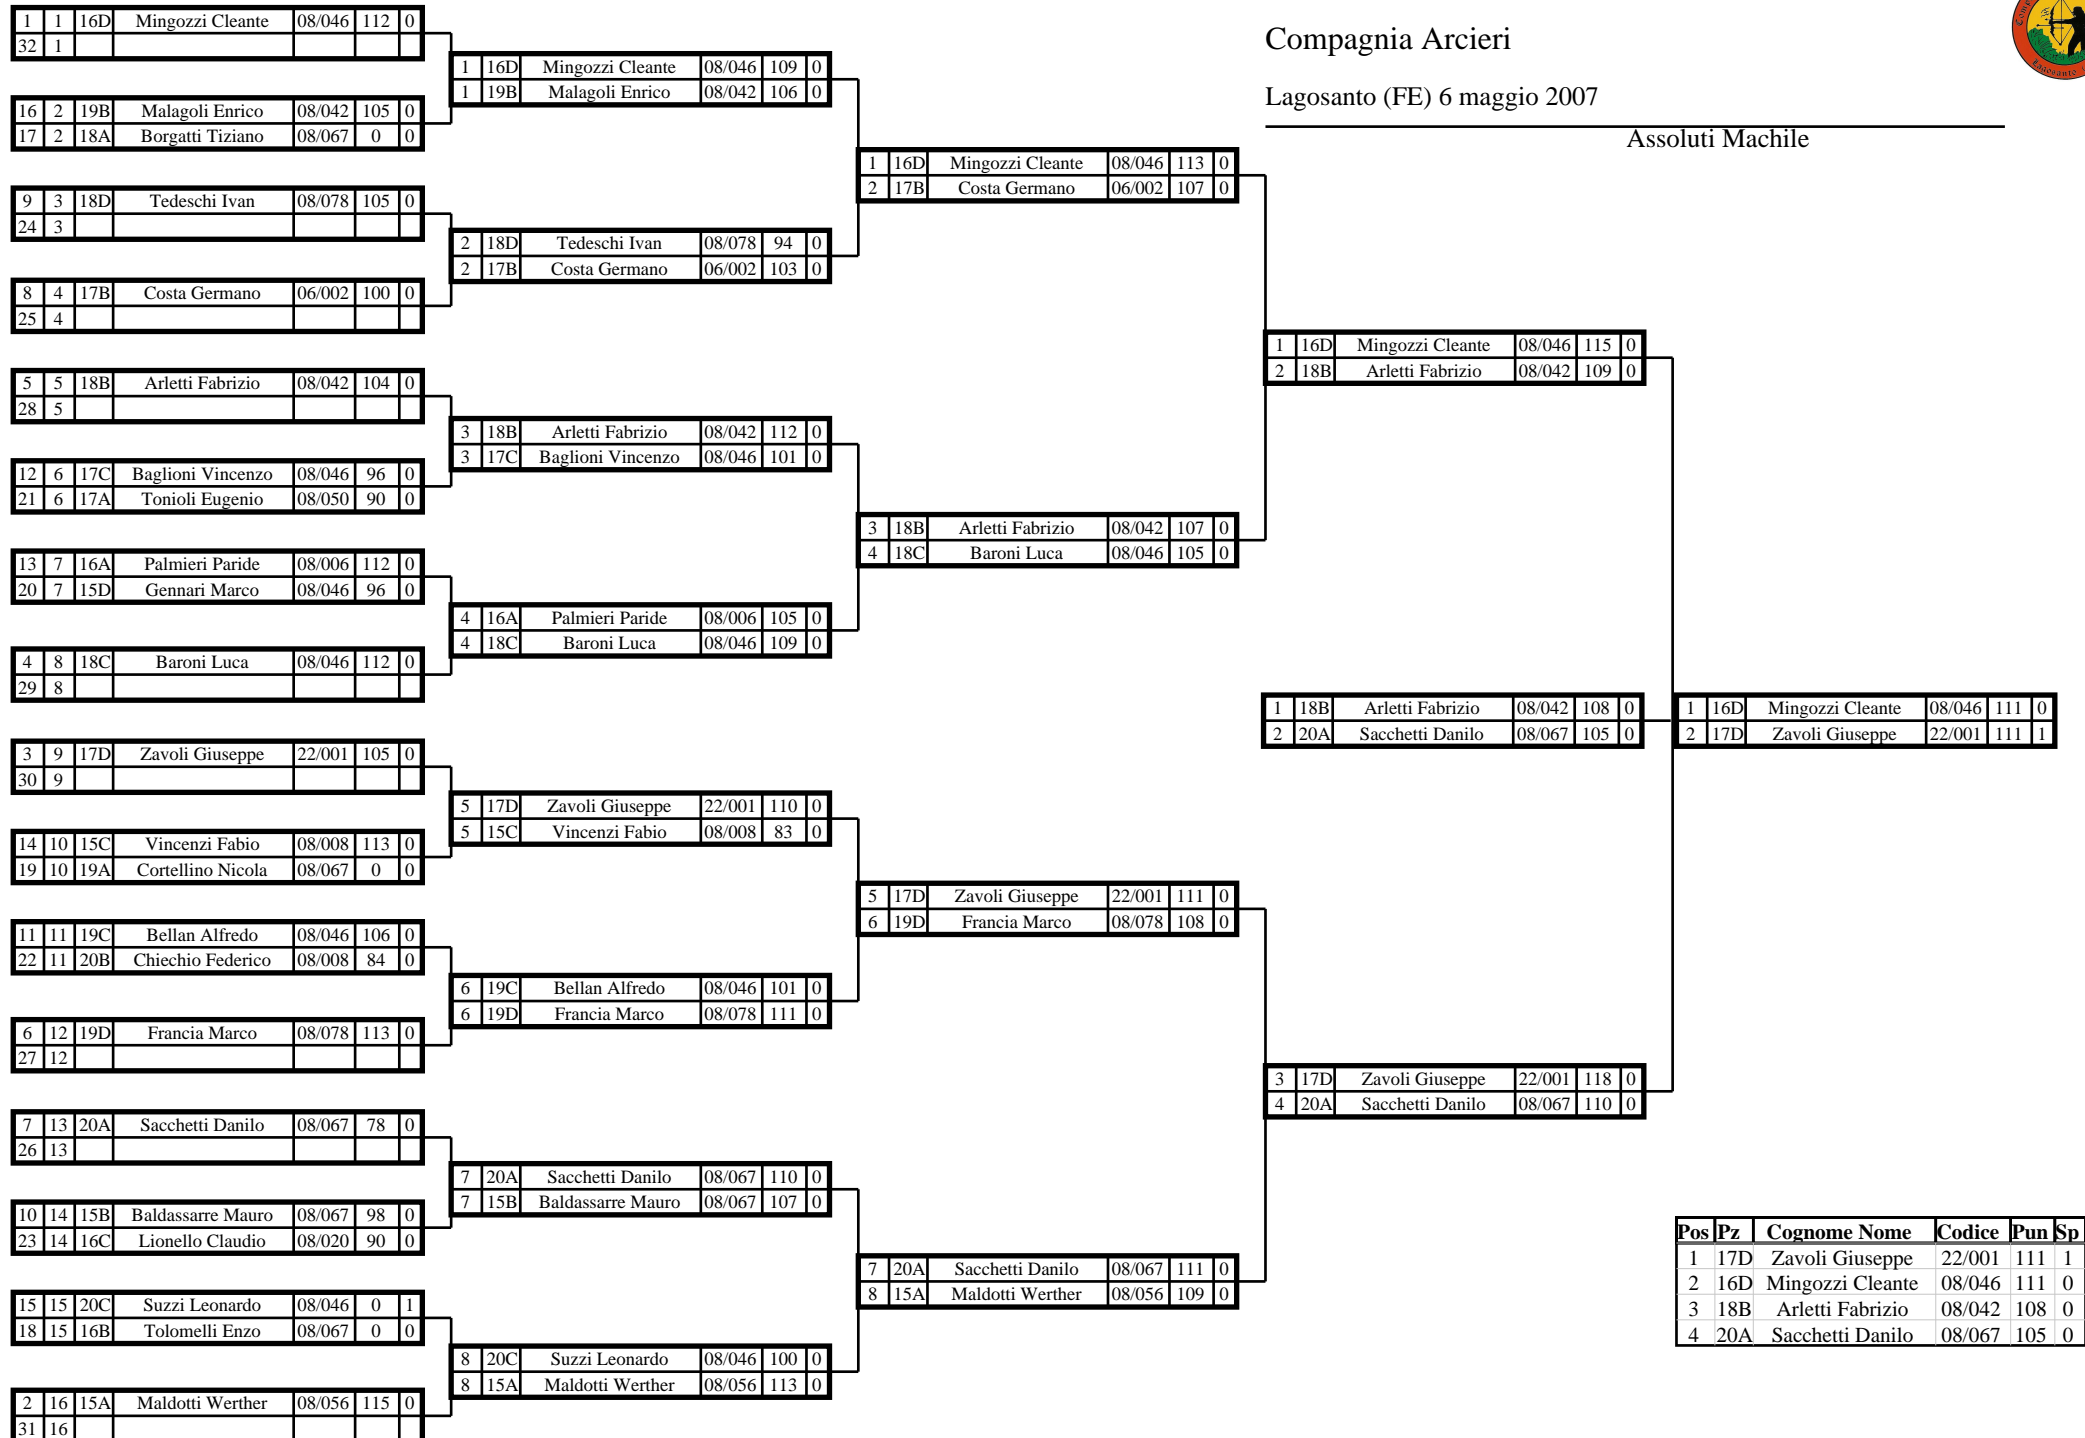 Compagnia Arcieri
Lagosanto (FE) 6 maggio 2007
Assoluti Machile
1 1 16D Mingozzi Cleante 08/046 112 0
32 1
16 2 19B Malagoli Enrico 08/042 105 0
17 2 18A Borgatti Tiziano 08/067 0 0
9 3 18D Tedeschi Ivan 08/078 105 0
24 3
8 4 17B Costa Germano 06/002 100 0
25 4
5 5 18B Arletti Fabrizio 08/042 104 0
28 5
12 6 17C Baglioni Vincenzo 08/046 96 0
21 6 17A Tonioli Eugenio 08/050 90 0
13 7 16A Palmieri Paride 08/006 112 0
20 7 15D Gennari Marco 08/046 96 0
4 8 18C Baroni Luca 08/046 112 0
29 8
3 9 17D Zavoli Giuseppe 22/001 105 0
30 9
14 10 15C Vincenzi Fabio 08/008 113 0
19 10 19A Cortellino Nicola 08/067 0 0
11 11 19C Bellan Alfredo 08/046 106 0
22 11 20B Chiechio Federico 08/008 84 0
6 12 19D Francia Marco 08/078 113 0
27 12
7 13 20A Sacchetti Danilo 08/067 78 0
26 13
10 14 15B Baldassarre Mauro 08/067 98 0
23 14 16C Lionello Claudio 08/020 90 0
15 15 20C Suzzi Leonardo 08/046 0 1
18 15 16B Tolomelli Enzo 08/067 0 0
2 16 15A Maldotti Werther 08/056 115 0
31 16
1 16D Mingozzi Cleante 08/046 109 0
1 19B Malagoli Enrico 08/042 106 0
2 18D Tedeschi Ivan 08/078 94 0
2 17B Costa Germano 06/002 103 0
3 18B Arletti Fabrizio 08/042 112 0
3 17C Baglioni Vincenzo 08/046 101 0
4 16A Palmieri Paride 08/006 105 0
4 18C Baroni Luca 08/046 109 0
5 17D Zavoli Giuseppe 22/001 110 0
5 15C Vincenzi Fabio 08/008 83 0
6 19C Bellan Alfredo 08/046 101 0
6 19D Francia Marco 08/078 111 0
7 20A Sacchetti Danilo 08/067 110 0
7 15B Baldassarre Mauro 08/067 107 0
8 20C Suzzi Leonardo 08/046 100 0
8 15A Maldotti Werther 08/056 113 0
1 16D Mingozzi Cleante 08/046 113 0
2 17B Costa Germano 06/002 107 0
3 18B Arletti Fabrizio 08/042 107 0
4 18C Baroni Luca 08/046 105 0
5 17D Zavoli Giuseppe 22/001 111 0
6 19D Francia Marco 08/078 108 0
7 20A Sacchetti Danilo 08/067 111 0
8 15A Maldotti Werther 08/056 109 0
1 16D Mingozzi Cleante 08/046 115 0
2 18B Arletti Fabrizio 08/042 109 0
1 18B Arletti Fabrizio 08/042 108 0
2 20A Sacchetti Danilo 08/067 105 0
3 17D Zavoli Giuseppe 22/001 118 0
4 20A Sacchetti Danilo 08/067 110 0
1 16D Mingozzi Cleante 08/046 111 0
2 17D Zavoli Giuseppe 22/001 111 1
Pos Pz Cognome Nome Codice Pun Sp
1 17D Zavoli Giuseppe 22/001 111 1
2 16D Mingozzi Cleante 08/046 111 0
3 18B Arletti Fabrizio 08/042 108 0
4 20A Sacchetti Danilo 08/067 105 0